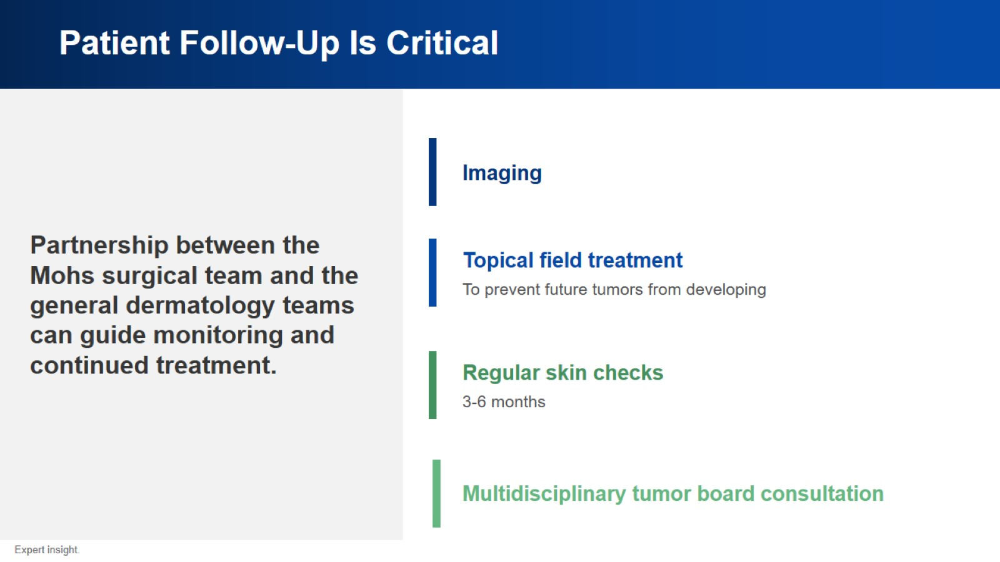 Patient Follow-Up Is Critical
Partnership between the
Mohs surgical team and the
general dermatology teams
can guide monitoring and
continued treatment.
Imaging
Topical field treatment
To prevent future tumors from developing
Regular skin checks
3-6 months
Multidisciplinary tumor board consultation
Expert insight.